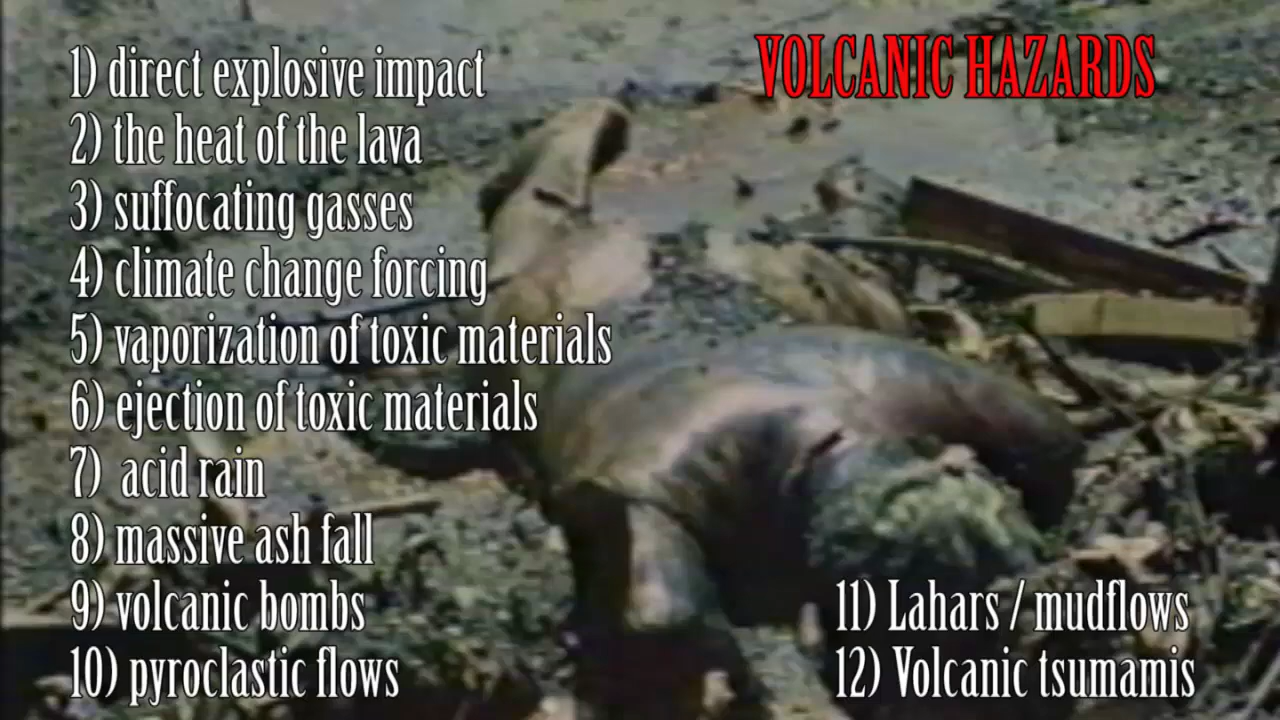 VOLCANIC HAZARDS
1) direct explosive impact
2) the heat of the lava
3) suffocating gasses
4) climate change forcing
5) vaporization of toxic materials
6) ejection of toxic materials
7) acid rain
8) massive ash fall
9) volcanic bombs
10) pyroclastic flows
11) Lahars / mudflows
12) Volcanic tsumamis